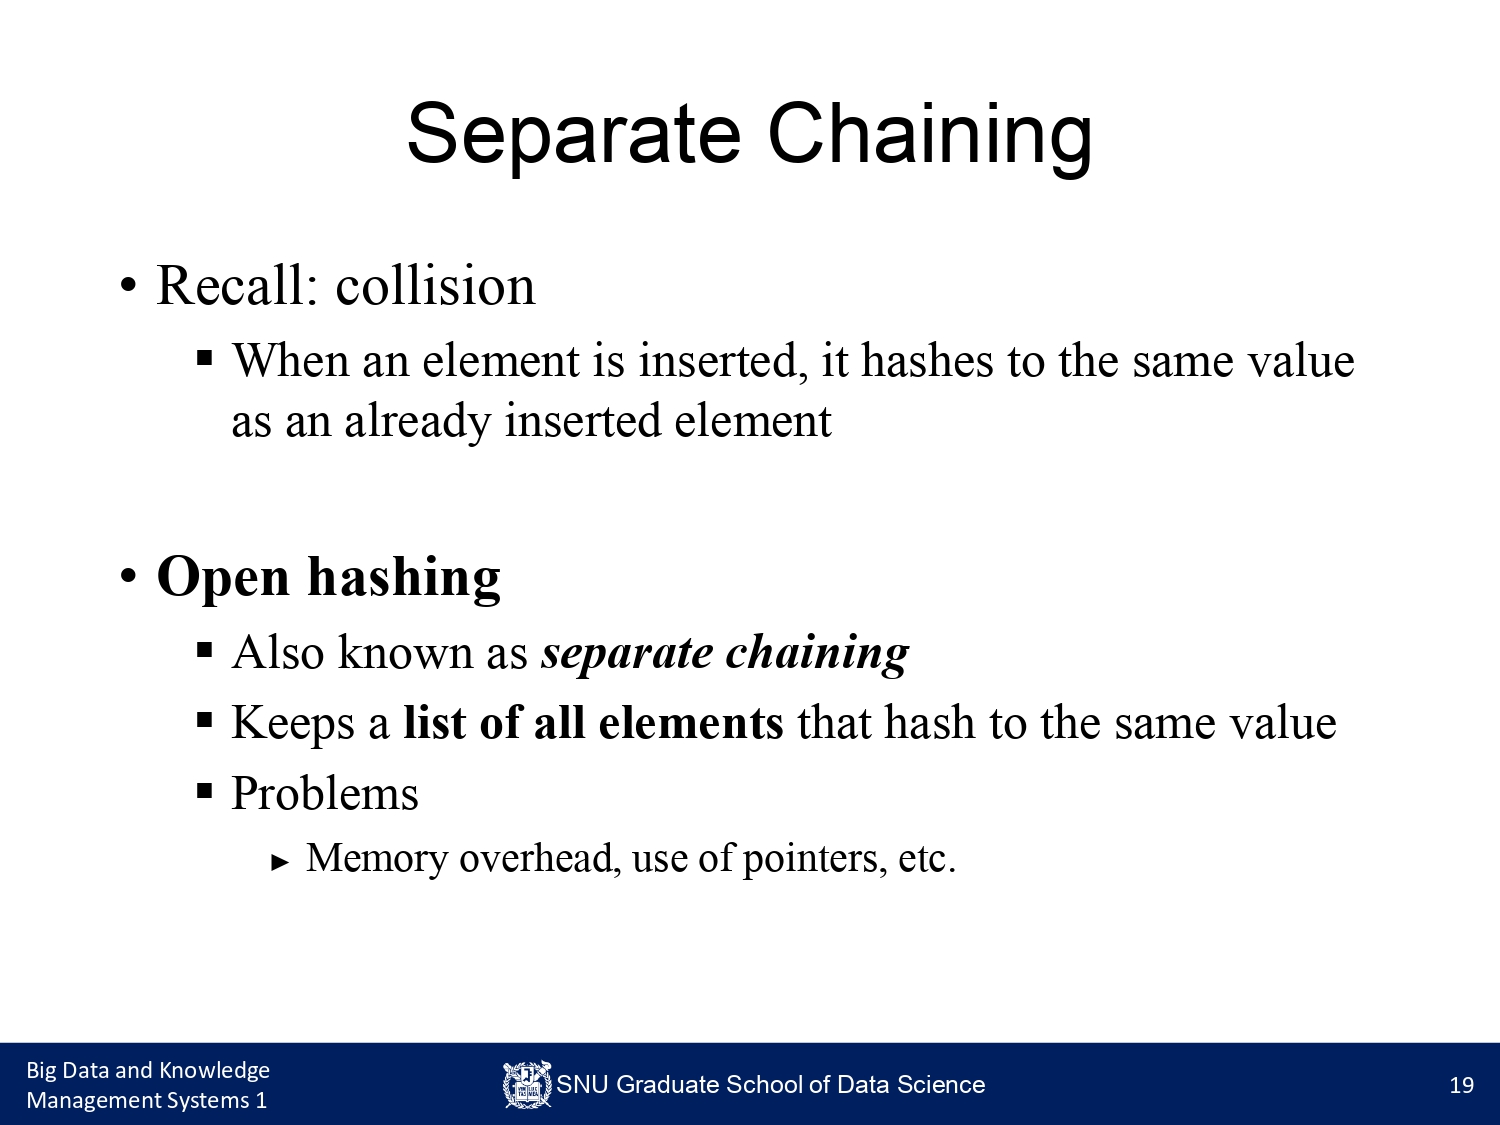 Separate Chaining
• Recall: collision
▪ When an element is inserted, it hashes to the same value
as an already inserted element
• Open hashing
▪ Also known as separate chaining
▪ Keeps a list of all elements that hash to the same value
▪ Problems
► Memory overhead, use of pointers, etc.
Big Data and Knowledge
Management Systems 1
SNU Graduate School of Data Science
19